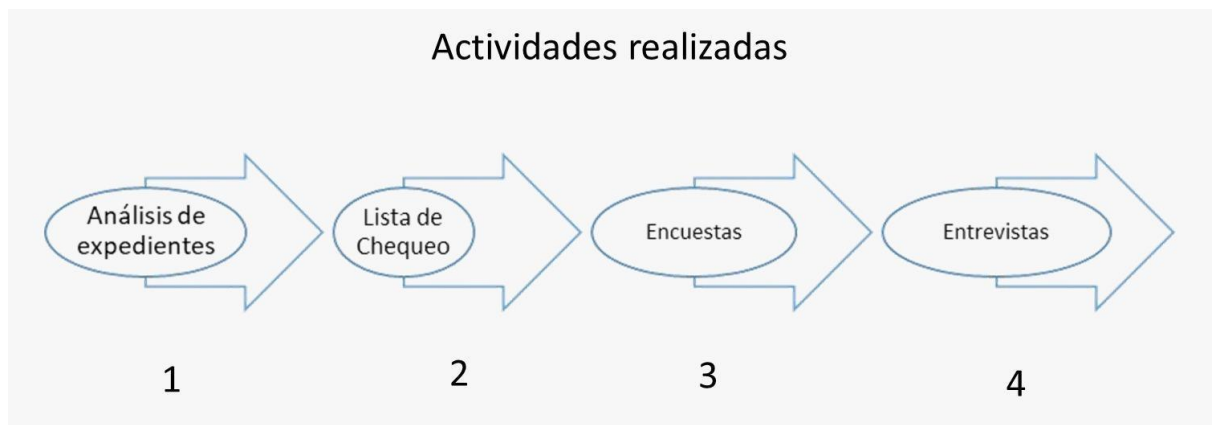 Actividades realizadas
Análisis de
expedientes
Lista de
Chequeo
Encuestas
Entrevistas
1
2
3
4